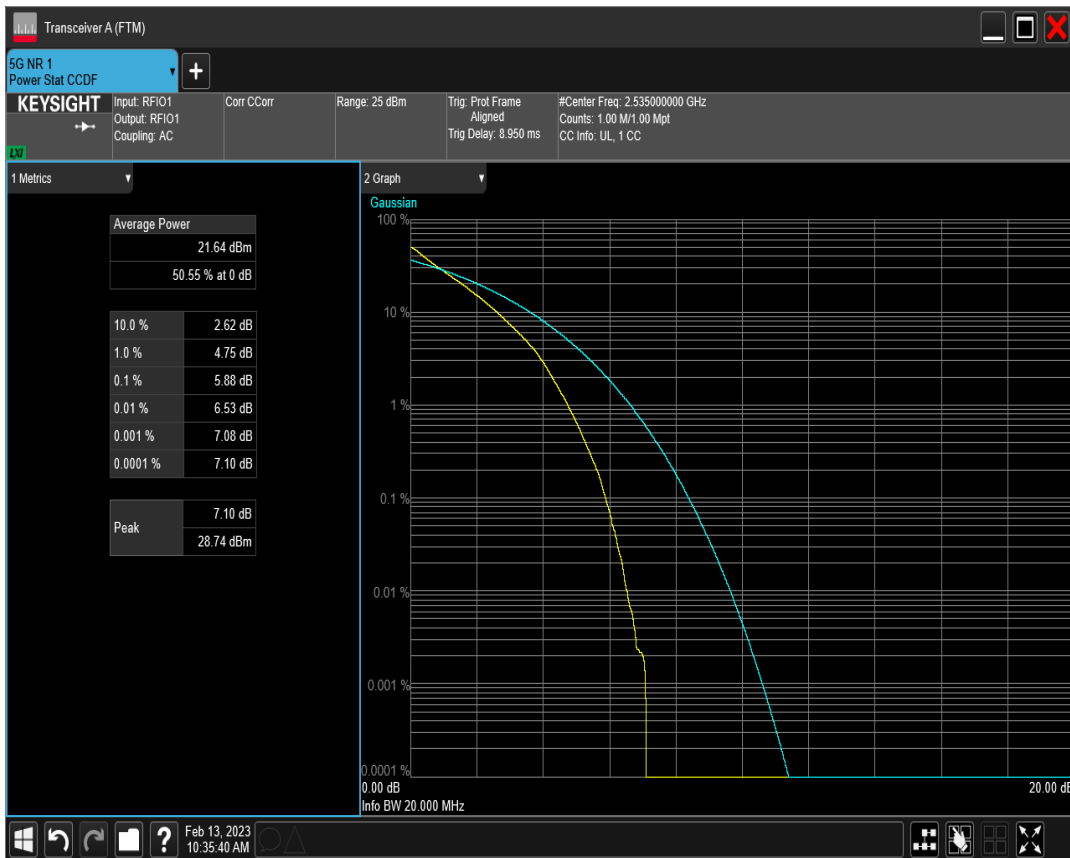 Transceiver A (FTM)
5G NR 1
Power Stat CCDF
KEYSIGHT
LXI
Input: RFIO1
Output: RFIO1
Coupling: AC
Corr CCorr
Range: 25 dBm
Trig: Prot Frame
Aligned
Trig Delay: 8.950 ms
#Center Freq: 2.535000000 GHz
Counts: 1.00 M/1.00 Mpt
CC Info: UL, 1 CC
1 Metrics
Average Power
21.64 dBm
50.55 % at 0 dB
10.0 % 2.62 dB
1.0 % 4.75 dB
0.1 % 5.88 dB
0.01 % 6.53 dB
0.001 % 7.08 dB
0.0001 % 7.10 dB
Peak
7.10 dB
28.74 dBm
2 Graph
Gaussian
100 %
10 %
1 %
0.1 %
0.01 %
0.001 %
0.0001 %
0.00 dB
20.00 dB
Info BW 20.000 MHz
?
Feb 13, 2023
10:35:40 AM